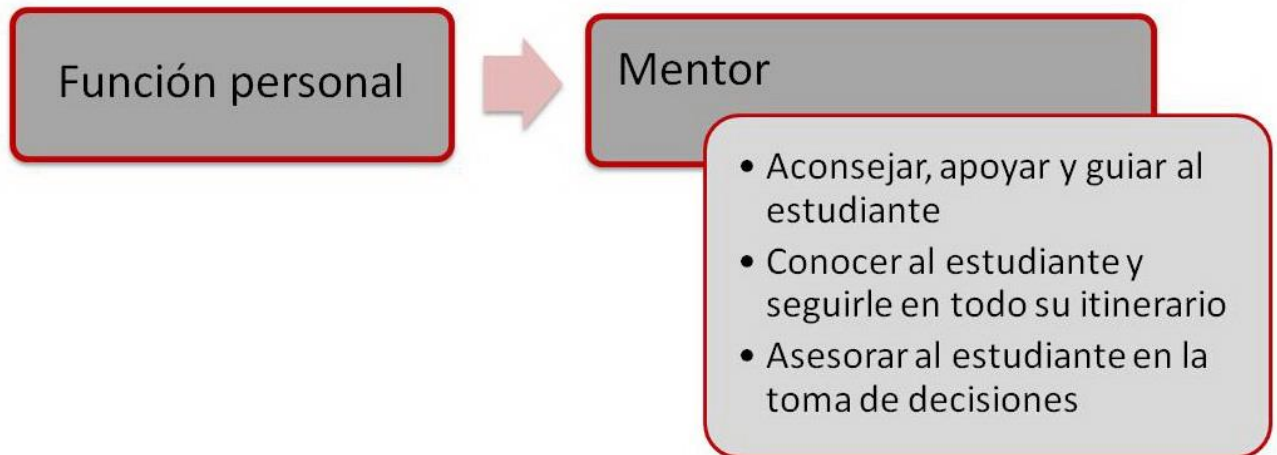 Función personal
Mentor
• Aconsejar, apoyar y guiar al
estudiante
• Conocer al estudiante y
seguirle en todo su itinerario
• Asesorar al estudiante en la
toma de decisiones